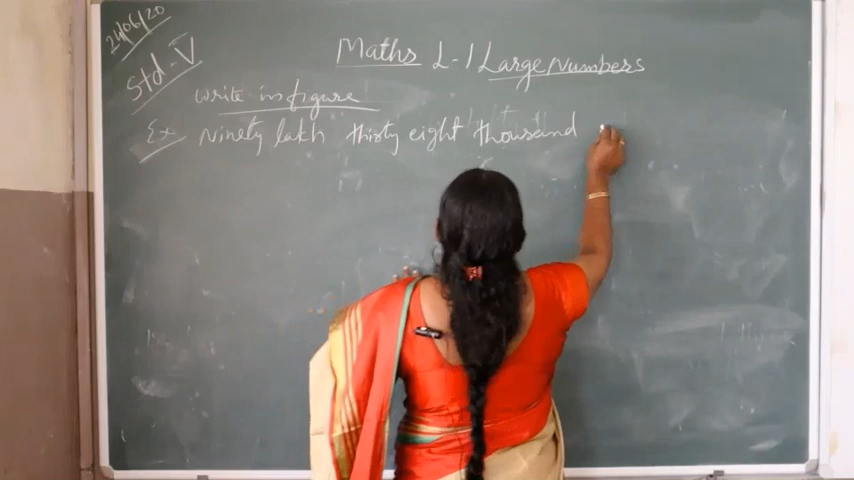 24/06/20
Std-V
Maths L-1 Large Numbers
Write in figure
Ex Ninety lakh thirty eight thousand